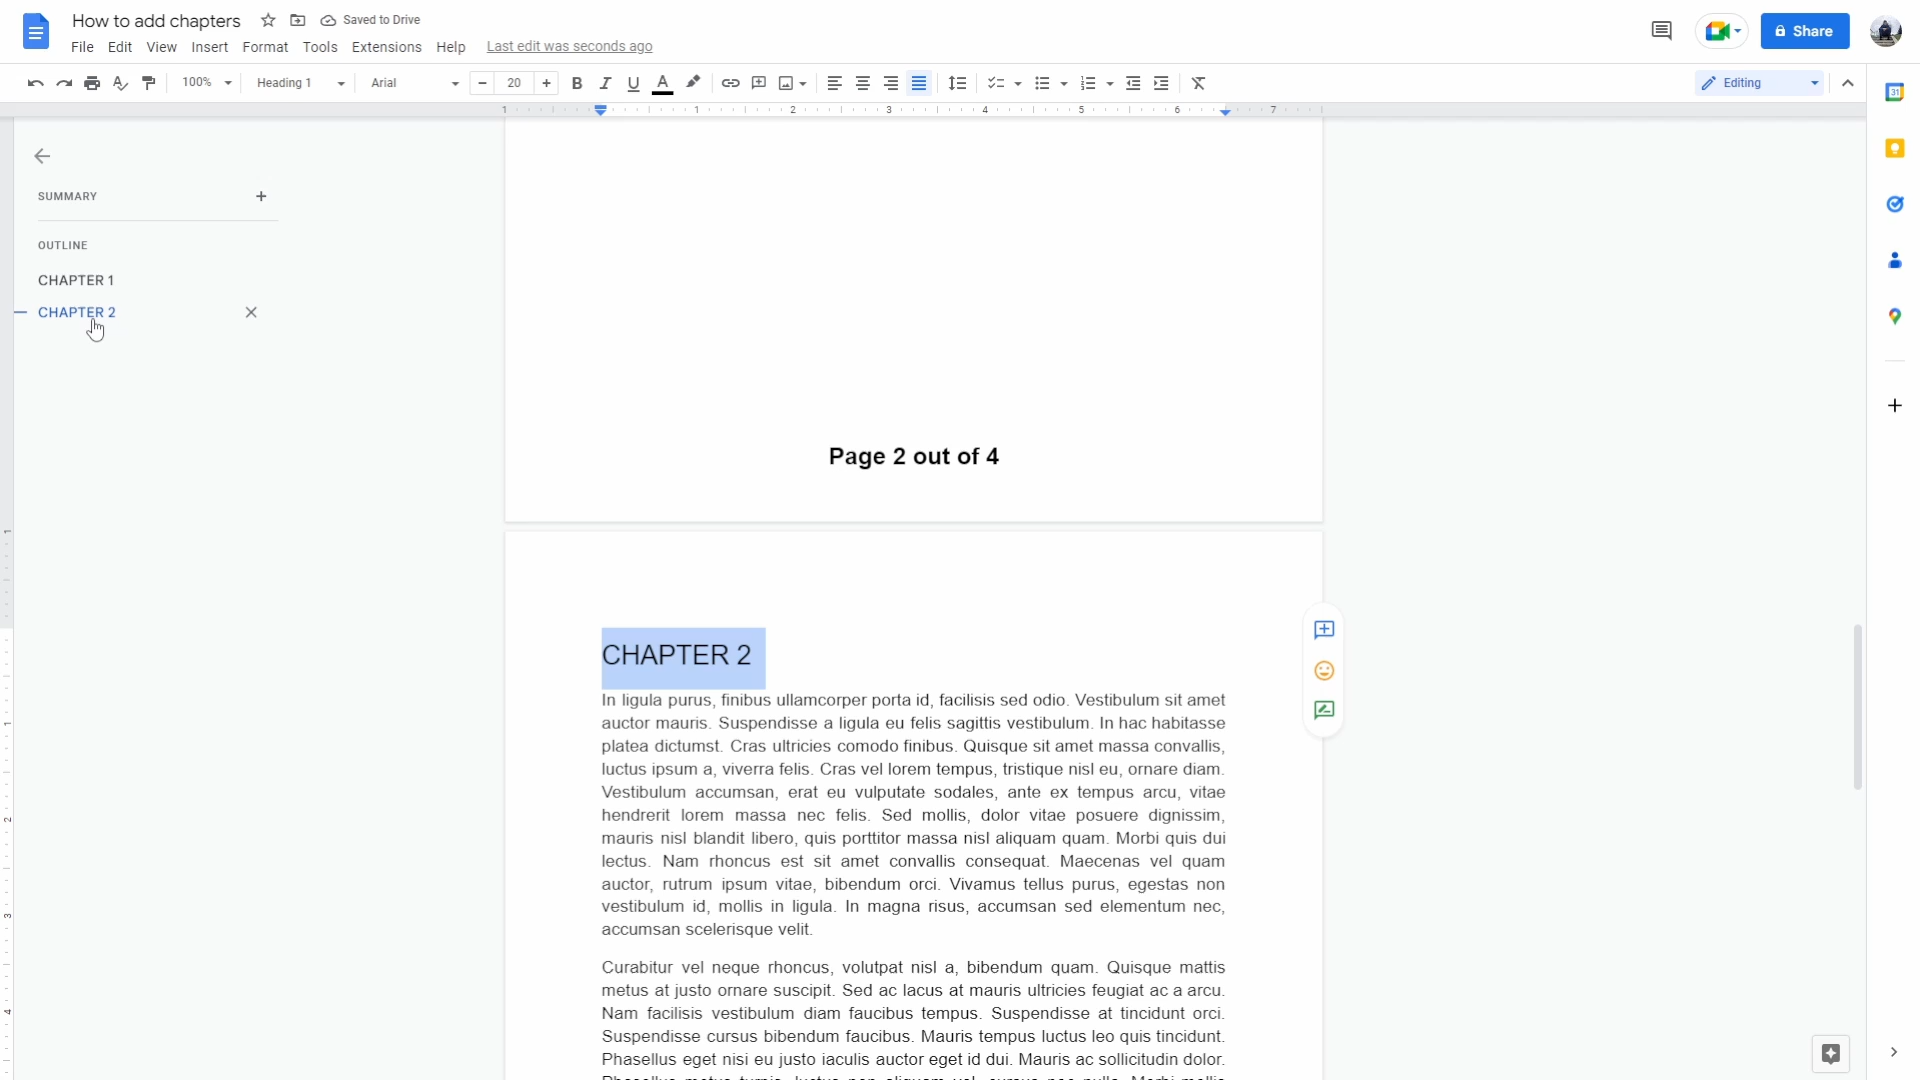 How to add chapters
Saved to Drive
File Edit View Insert Format Tools Extensions Help Last edit was seconds ago
Share
100% Heading 1 Arial 20 Editing
1 1 2 3 4 5 6 7
SUMMARY
OUTLINE
CHAPTER 1
CHAPTER 2
Page 2 out of 4
CHAPTER 2
In ligula purus, finibus ullamcorper porta id, facilisis sed odio. Vestibulum sit amet
auctor mauris. Suspendisse a ligula eu felis sagittis vestibulum. In hac habitasse
platea dictumst. Cras ultricies comodo finibus. Quisque sit amet massa convallis,
luctus ipsum a, viverra felis. Cras vel lorem tempus, tristique nisl eu, ornare diam.
Vestibulum accumsan, erat eu vulputate sodales, ante ex tempus arcu, vitae
hendrerit lorem massa nec felis. Sed mollis, dolor vitae posuere dignissim,
mauris nisl blandit libero, quis porttitor massa nisl aliquam quam. Morbi quis dui
lectus. Nam rhoncus est sit amet convallis consequat. Maecenas vel quam
auctor, rutrum ipsum vitae, bibendum orci. Vivamus tellus purus, egestas non
vestibulum id, mollis in ligula. In magna risus, accumsan sed elementum nec,
accumsan scelerisque velit.
Curabitur vel neque rhoncus, volutpat nisl a, bibendum quam. Quisque mattis
metus at justo ornare suscipit. Sed ac lacus at mauris ultricies feugiat ac a arcu.
Nam facilisis vestibulum diam faucibus tempus. Suspendisse at tincidunt orci.
Suspendisse cursus bibendum faucibus. Mauris tempus luctus leo quis tincidunt.
Phasellus eget nisi eu justo iaculis auctor eget id dui. Mauris ac sollicitudin dolor.